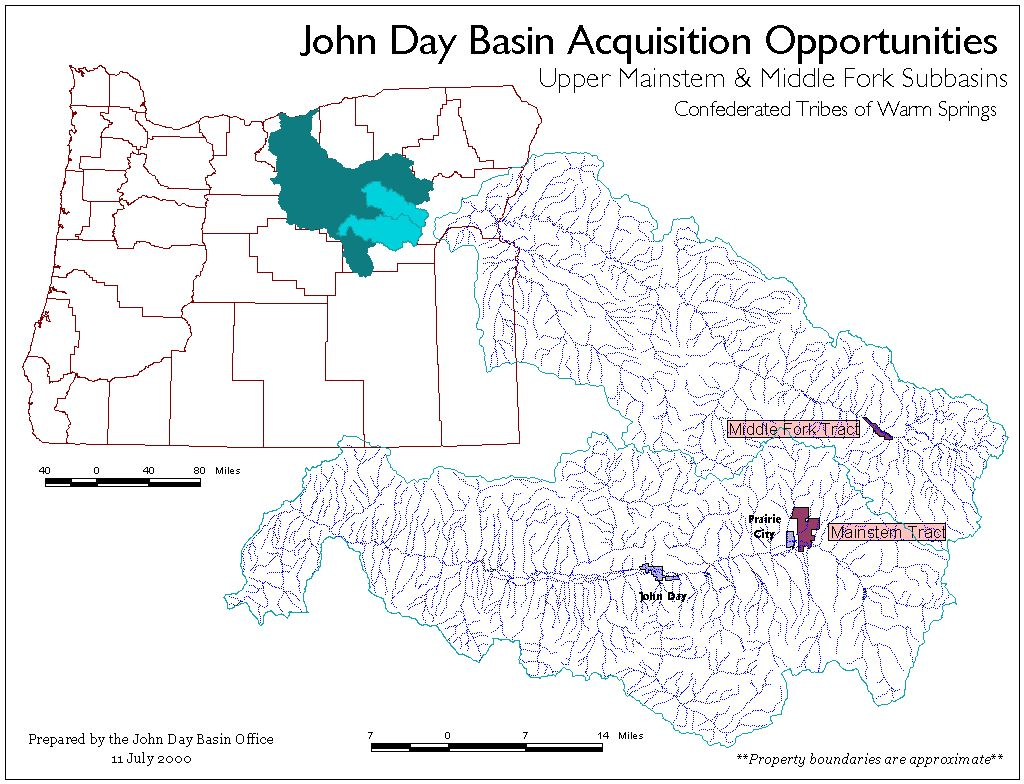 John Day Basin Acquisition Opportunities
Upper Mainstem & Middle Fork Subbasins
Confederated Tribes of Warm Springs
Middle Fork Tract
40 0 40 80 Miles
Prairie
City
Mainstem Tract
John Day
7 0 7 14 Miles
Prepared by the John Day Basin Office
11 July 2000
**Property boundaries are approximate**